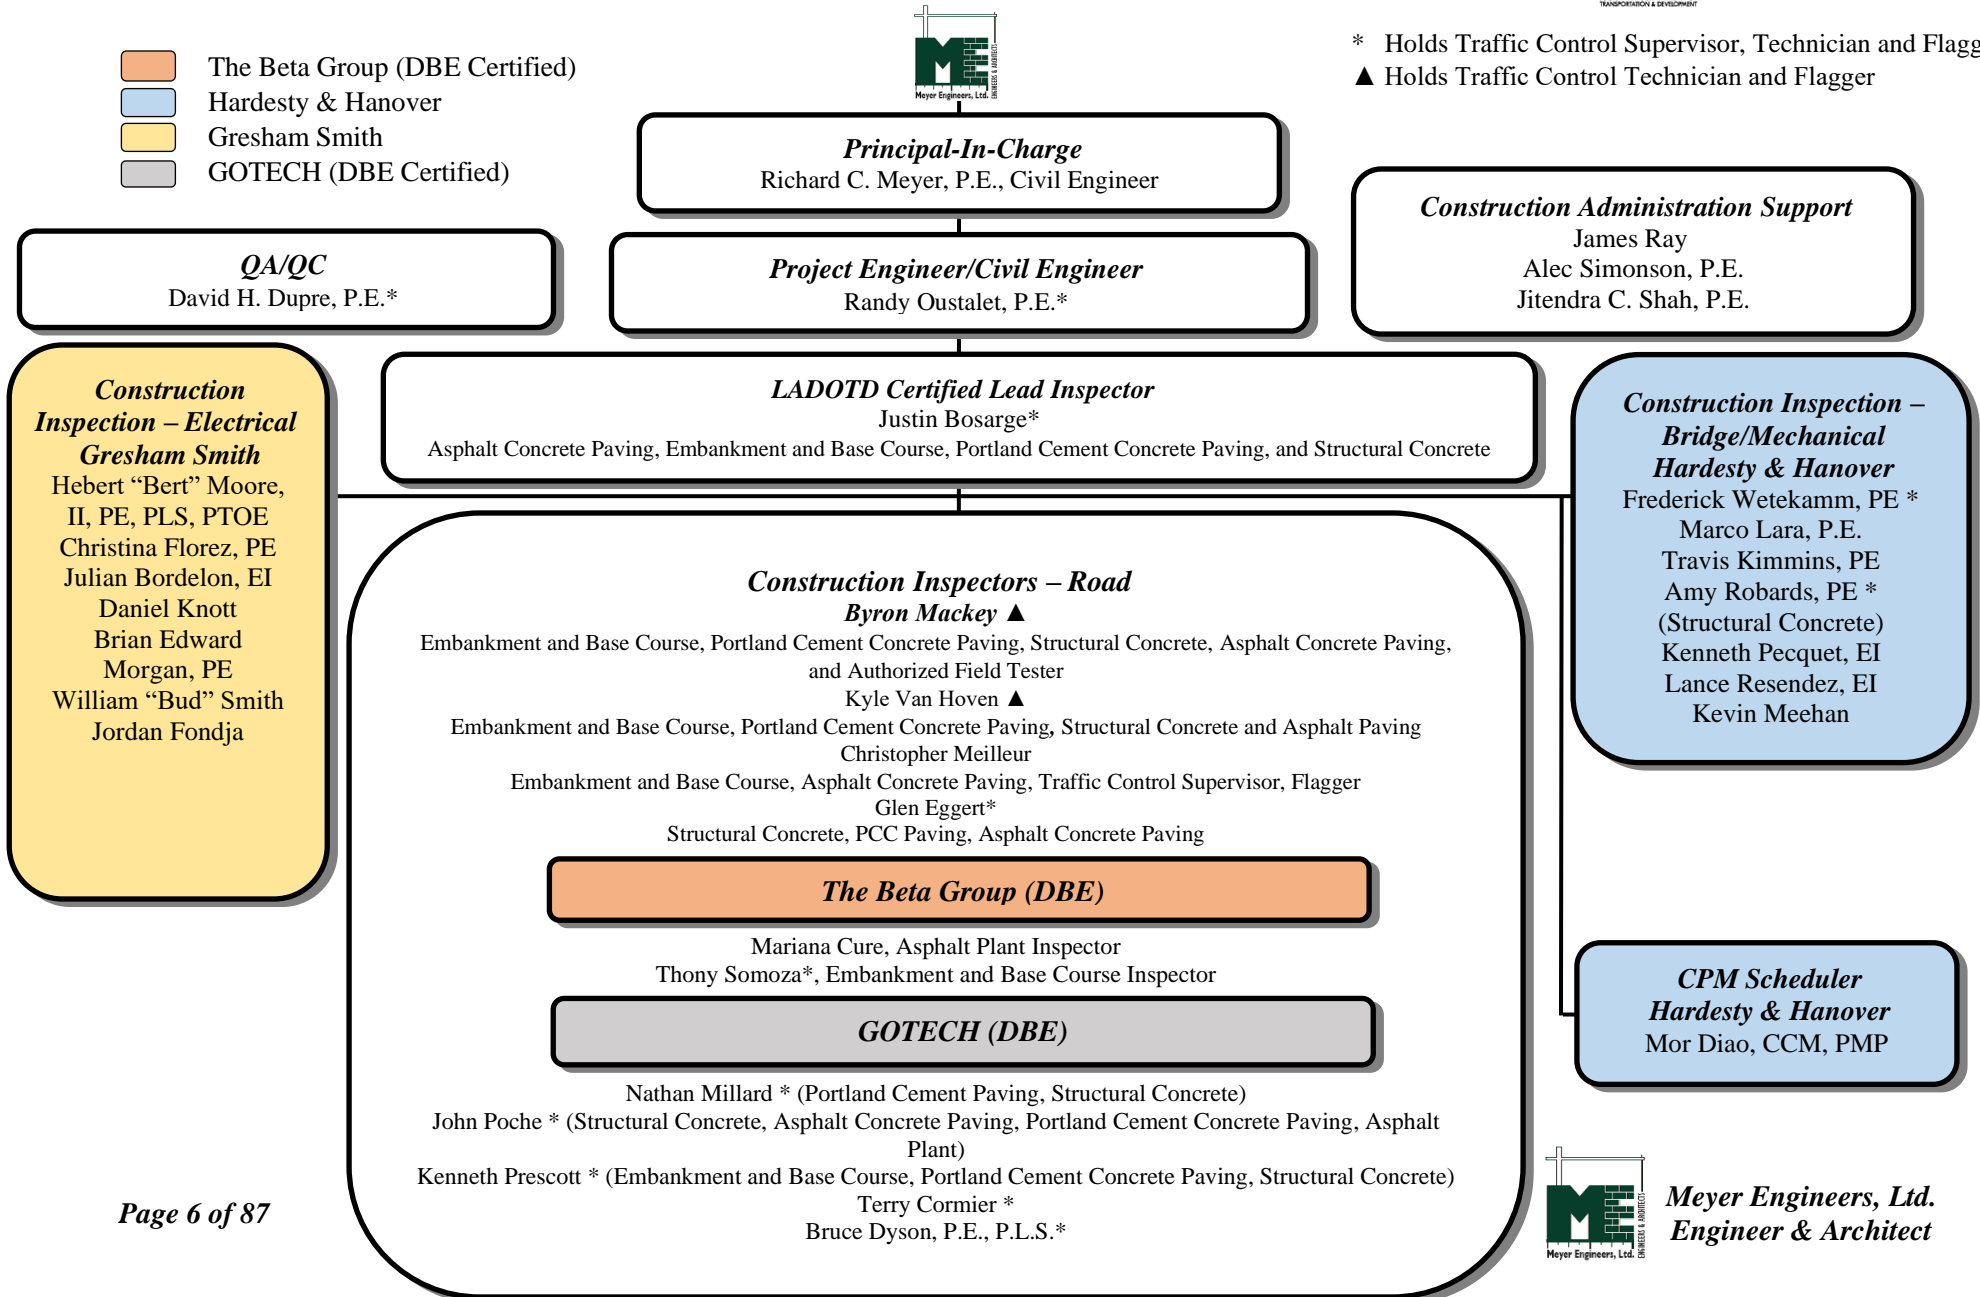 TRANSPORTATION & DEVELOPMENT
The Beta Group (DBE Certified)
Hardesty & Hanover
Gresham Smith
GOTECH (DBE Certified)
Meyer Engineers, Ltd.
ENGINEERS & ARCHITECTS
* Holds Traffic Control Supervisor, Technician and Flagg
▲ Holds Traffic Control Technician and Flagger
Principal-In-Charge
Richard C. Meyer, P.E., Civil Engineer
Construction Administration Support
James Ray
Alec Simonson, P.E.
Jitendra C. Shah, P.E.
QA/QC
David H. Dupre, P.E.*
Project Engineer/Civil Engineer
Randy Oustalet, P.E.*
LADOTD Certified Lead Inspector
Justin Bosarge*
Asphalt Concrete Paving, Embankment and Base Course, Portland Cement Concrete Paving, and Structural Concrete
Construction
Inspection – Electrical
Gresham Smith
Hebert “Bert” Moore,
II, PE, PLS, PTOE
Christina Florez, PE
Julian Bordelon, EI
Daniel Knott
Brian Edward
Morgan, PE
William “Bud” Smith
Jordan Fondja
Construction Inspection –
Bridge/Mechanical
Hardesty & Hanover
Frederick Wetekamm, PE *
Marco Lara, P.E.
Travis Kimmins, PE
Amy Robards, PE *
(Structural Concrete)
Kenneth Pecquet, EI
Lance Resendez, EI
Kevin Meehan
Construction Inspectors – Road
Byron Mackey ▲
Embankment and Base Course, Portland Cement Concrete Paving, Structural Concrete, Asphalt Concrete Paving,
and Authorized Field Tester
Kyle Van Hoven ▲
Embankment and Base Course, Portland Cement Concrete Paving, Structural Concrete and Asphalt Paving
Christopher Meilleur
Embankment and Base Course, Asphalt Concrete Paving, Traffic Control Supervisor, Flagger
Glen Eggert*
Structural Concrete, PCC Paving, Asphalt Concrete Paving
The Beta Group (DBE)
Mariana Cure, Asphalt Plant Inspector
Thony Somoza*, Embankment and Base Course Inspector
GOTECH (DBE)
Nathan Millard * (Portland Cement Paving, Structural Concrete)
John Poche * (Structural Concrete, Asphalt Concrete Paving, Portland Cement Concrete Paving, Asphalt
Plant)
Kenneth Prescott * (Embankment and Base Course, Portland Cement Concrete Paving, Structural Concrete)
Terry Cormier *
Bruce Dyson, P.E., P.L.S.*
CPM Scheduler
Hardesty & Hanover
Mor Diao, CCM, PMP
Page 6 of 87
Meyer Engineers, Ltd.
ENGINEERS & ARCHITECTS
Meyer Engineers, Ltd.
Engineer & Architect